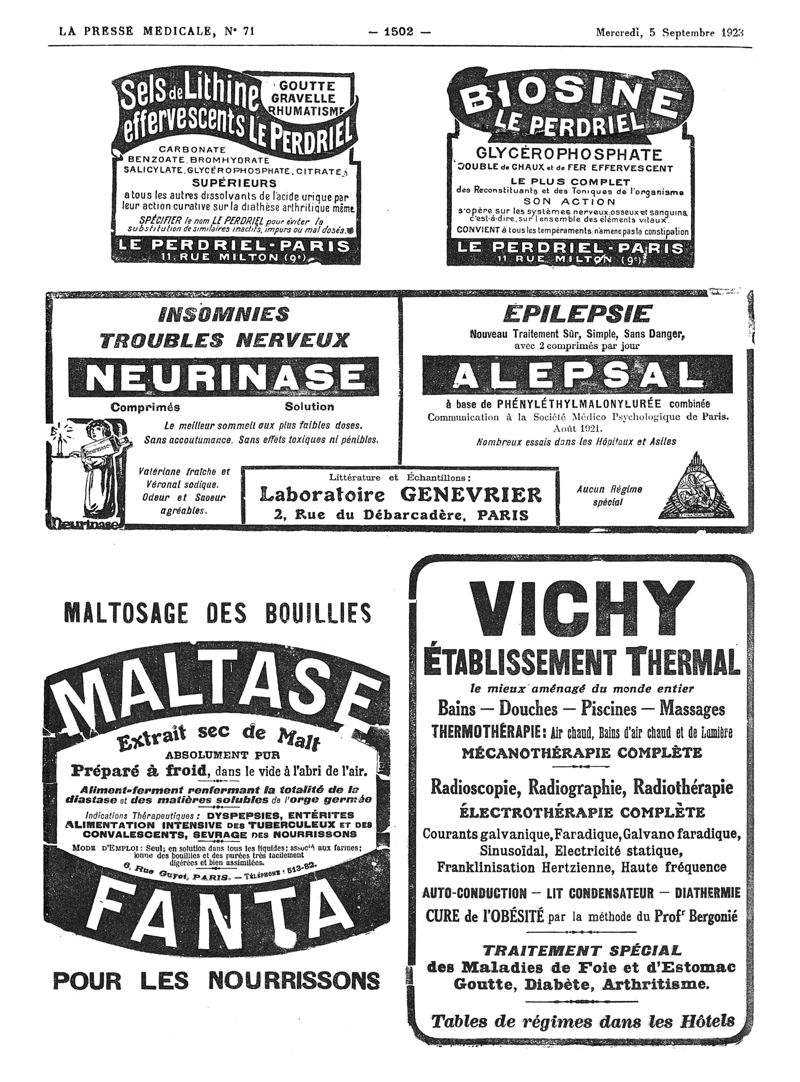 LA PRESSE MEDICALE, N° 71
— 1502 —
Mercredi, 5 Septembre 1923
Sels de Lithine
effervescents LE PERDRIEL
GOUTTE
GRAVELLE
RHUMATISME
CARBONATE
BENZOATE, BROMHYDRATE
SALICYLATE, GLYCÉROPHOSPHATE, CITRATE
SUPÉRIEURS
a tous les autres dissolvants de l'acide urique par
leur action curative sur la diathèse arthritique même
SPÉCIFIER le nom LE PERDRIEL pour éviter la
substitution de similaires inactifs, impurs ou mal dosés.
LE PERDRIEL-PARIS
11, RUE MILTON (9e)
BIOSINE
LE PERDRIEL
GLYCÉROPHOSPHATE
DOUBLE de CHAUX et de FER EFFERVESCENT
LE PLUS COMPLET
des Reconstituants et des Toniques de l'organisme
SON ACTION
s'opère sur les systèmes nerveux, osseux et sanguins
c'est-à-dire, sur l'ensemble des éléments vitaux.
CONVIENT à tous les tempéraments, n'amène pas la constipation
LE PERDRIEL-PARIS
11, RUE MILTON (9e)
INSOMNIES
TROUBLES NERVEUX
NEURINASE
Comprimés Solution
Le meilleur sommeil aux plus faibles doses.
Sans accoutumance. Sans effets toxiques ni pénibles.
Valériane fraîche et
Véronal sodique.
Odeur et Saveur
agréables.
Neurinase
ÉPILEPSIE
Nouveau Traitement Sûr, Simple, Sans Danger,
avec 2 comprimés par jour
ALEPSAL
à base de PHÉNYLÉTHYLMALONYLURÉE combinée
Communication à la Société Médico Psychologique de Paris.
Août 1921.
Nombreux essais dans les Hôpitaux et Asiles
Aucun Régime
spécial
Littérature et Échantillons:
Laboratoire GENEVRIER
2, Rue du Débarcadère, PARIS
MALTOSAGE DES BOUILLIES
MALTASE
Extrait sec de Malt
ABSOLUMENT PUR
Préparé à froid, dans le vide à l'abri de l'air.
Aliment-ferment renfermant la totalité de la
diastase et des matières solubles de l'orge germée
Indications Thérapeutiques: DYSPEPSIES, ENTÉRITES
ALIMENTATION INTENSIVE DES TUBERCULEUX ET DES
CONVALESCENTS, SEVRAGE DES NOURRISSONS
MODE D'EMPLOI: Seul; en solution dans tous les liquides; associé aux farines;
donne des bouillies et des purées très facilement
digérées et bien assimilées.
6, Rue Guyot, PARIS. — TÉLÉPHONE: 513-82.
FANTA
POUR LES NOURRISSONS
VICHY
ÉTABLISSEMENT THERMAL
le mieux aménagé du monde entier
Bains — Douches — Piscines — Massages
THERMOTHÉRAPIE: Air chaud, Bains d'air chaud et de Lumière
MÉCANOTHÉRAPIE COMPLÈTE
Radioscopie, Radiographie, Radiothérapie
ÉLECTROTHÉRAPIE COMPLÈTE
Courants galvanique, Faradique, Galvano faradique,
Sinusoïdal, Electricité statique,
Franklinisation Hertzienne, Haute fréquence
AUTO-CONDUCTION — LIT CONDENSATEUR — DIATHERMIE
CURE de l'OBÉSITÉ par la méthode du Profr Bergonié
TRAITEMENT SPÉCIAL
des Maladies de Foie et d'Estomac
Goutte, Diabète, Arthritisme.
Tables de régimes dans les Hôtels